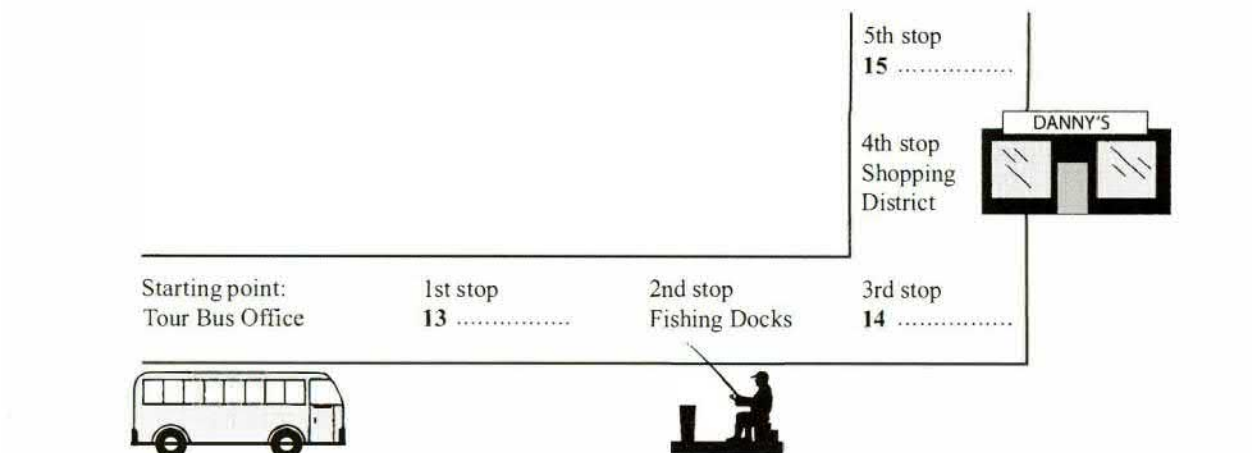 5th stop
15 ................
DANNY'S
4th stop
Shopping
District
Starting point:
Tour Bus Office
1st stop
13 ................
2nd stop
Fishing Docks
3rd stop
14 ................